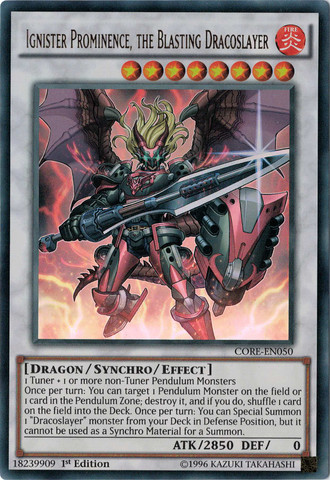 IGNISTER PROMINENCE, THE BLASTING DRACOSLAYER
FIRE
炎
CORE-EN050
[DRAGON/SYNCHRO/EFFECT]
1 Tuner + 1 or more non-Tuner Pendulum Monsters
Once per turn: You can target 1 Pendulum Monster on the field or
1 card in the Pendulum Zone; destroy it, and if you do, shuffle 1 card
on the field into the Deck. Once per turn: You can Special Summon
1 "Dracoslayer" monster from your Deck in Defense Position, but it
cannot be used as a Synchro Material for a Summon.
ATK/2850 DEF/ 0
18239909 1st Edition ©1996 KAZUKI TAKAHASHI